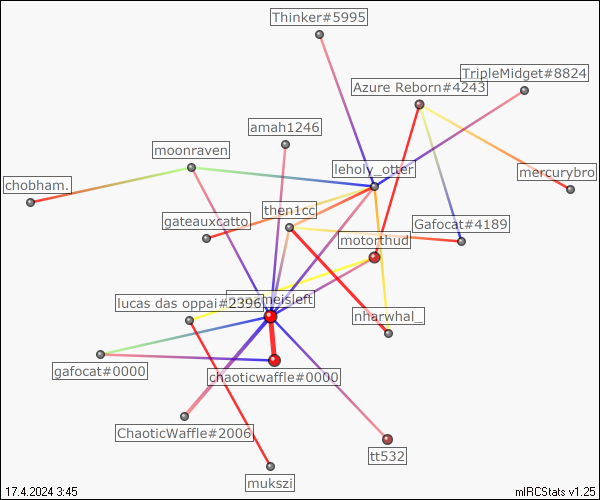 Thinker#5995
TripleMidget#8824
Azure Reborn#4243
amah1246
moonraven
leholy_otter
mercurybro
chobham.
then1cc
gateauxcatto
Gafocat#4189
motorthud
lucas das oppai#2396
meisleft
nharwhal_
gafocat#0000
chaoticwaffle#0000
ChaoticWaffle#2006
tt532
mukszi
17.4.2024 3:45
mIRCStats v1.25